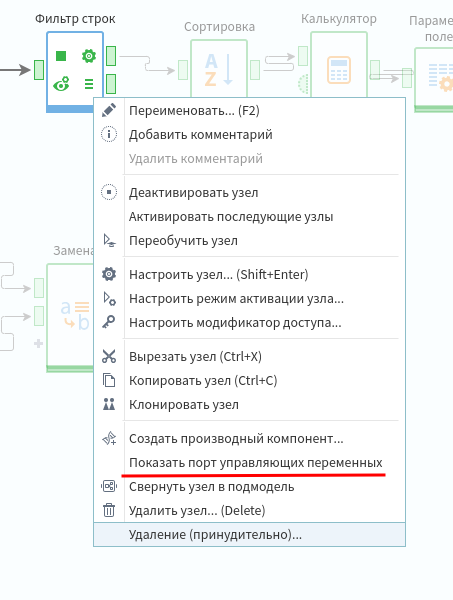 Фильтр строк
Сортировка
Калькулятор
Параме
поле
Переименовать... (F2)
Добавить комментарий
Удалить комментарий
Деактивировать узел
Активировать последующие узлы
Переобучить узел
Замена
Настроить узел... (Shift+Enter)
Настроить режим активации узла...
Настроить модификатор доступа...
Вырезать узел (Ctrl+X)
Копировать узел (Ctrl+C)
Клонировать узел
Создать производный компонент...
Показать порт управляющих переменных
Свернуть узел в подмодель
Удалить узел... (Delete)
Удаление (принудительно)...